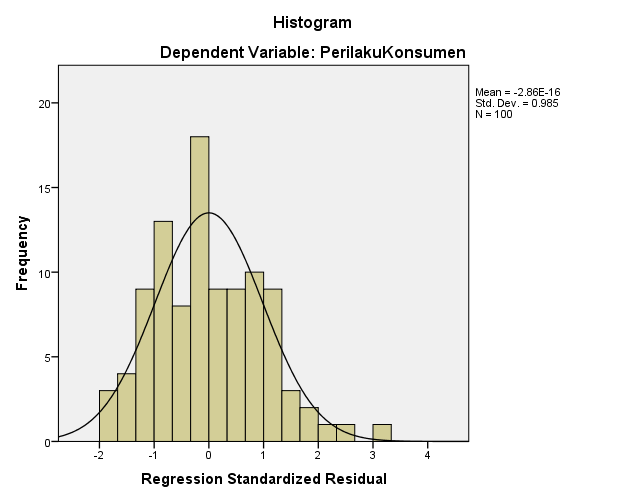 Histogram
Dependent Variable: PerilakuKonsumen
Mean = -2.86E-16
Std. Dev. = 0.985
N = 100
Frequency
20
15
10
5
0
-2 -1 0 1 2 3 4
Regression Standardized Residual